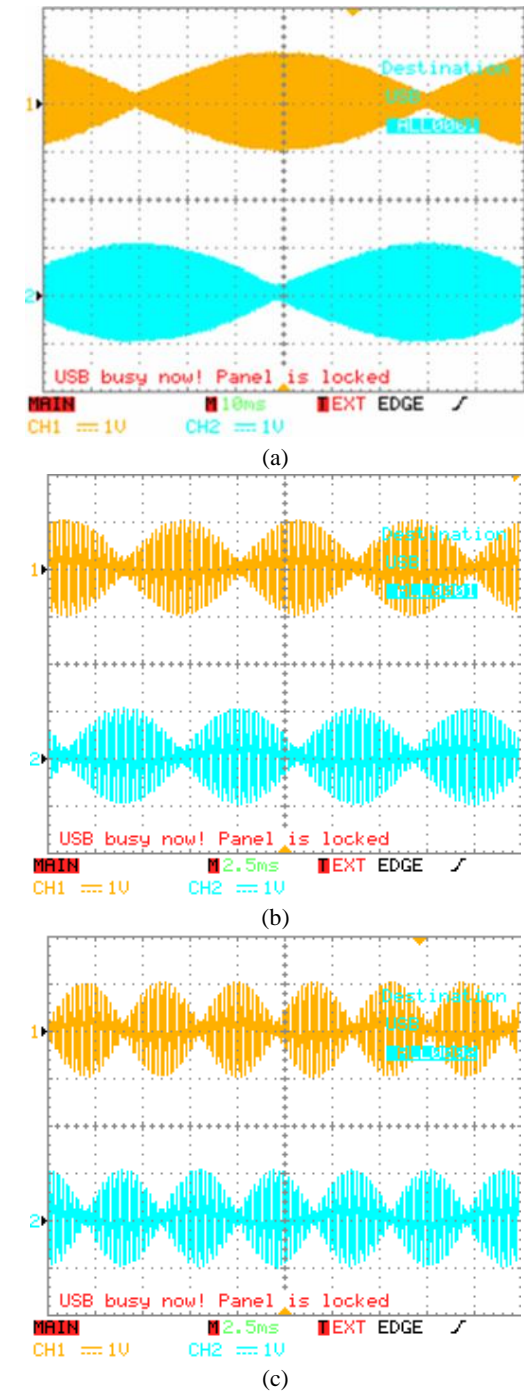 Destination
1 USB
2
USB busy now! Panel is locked
MAIN M 10ms T EXT EDGE
CH1 1V CH2 1V
(a)
Destination
1 USB
2
USB busy now! Panel is locked
MAIN M 2.5ms T EXT EDGE
CH1 1V CH2 1V
(b)
Destination
1 USB
2
USB busy now! Panel is locked
MAIN M 2.5ms T EXT EDGE
CH1 1V CH2 1V
(c)